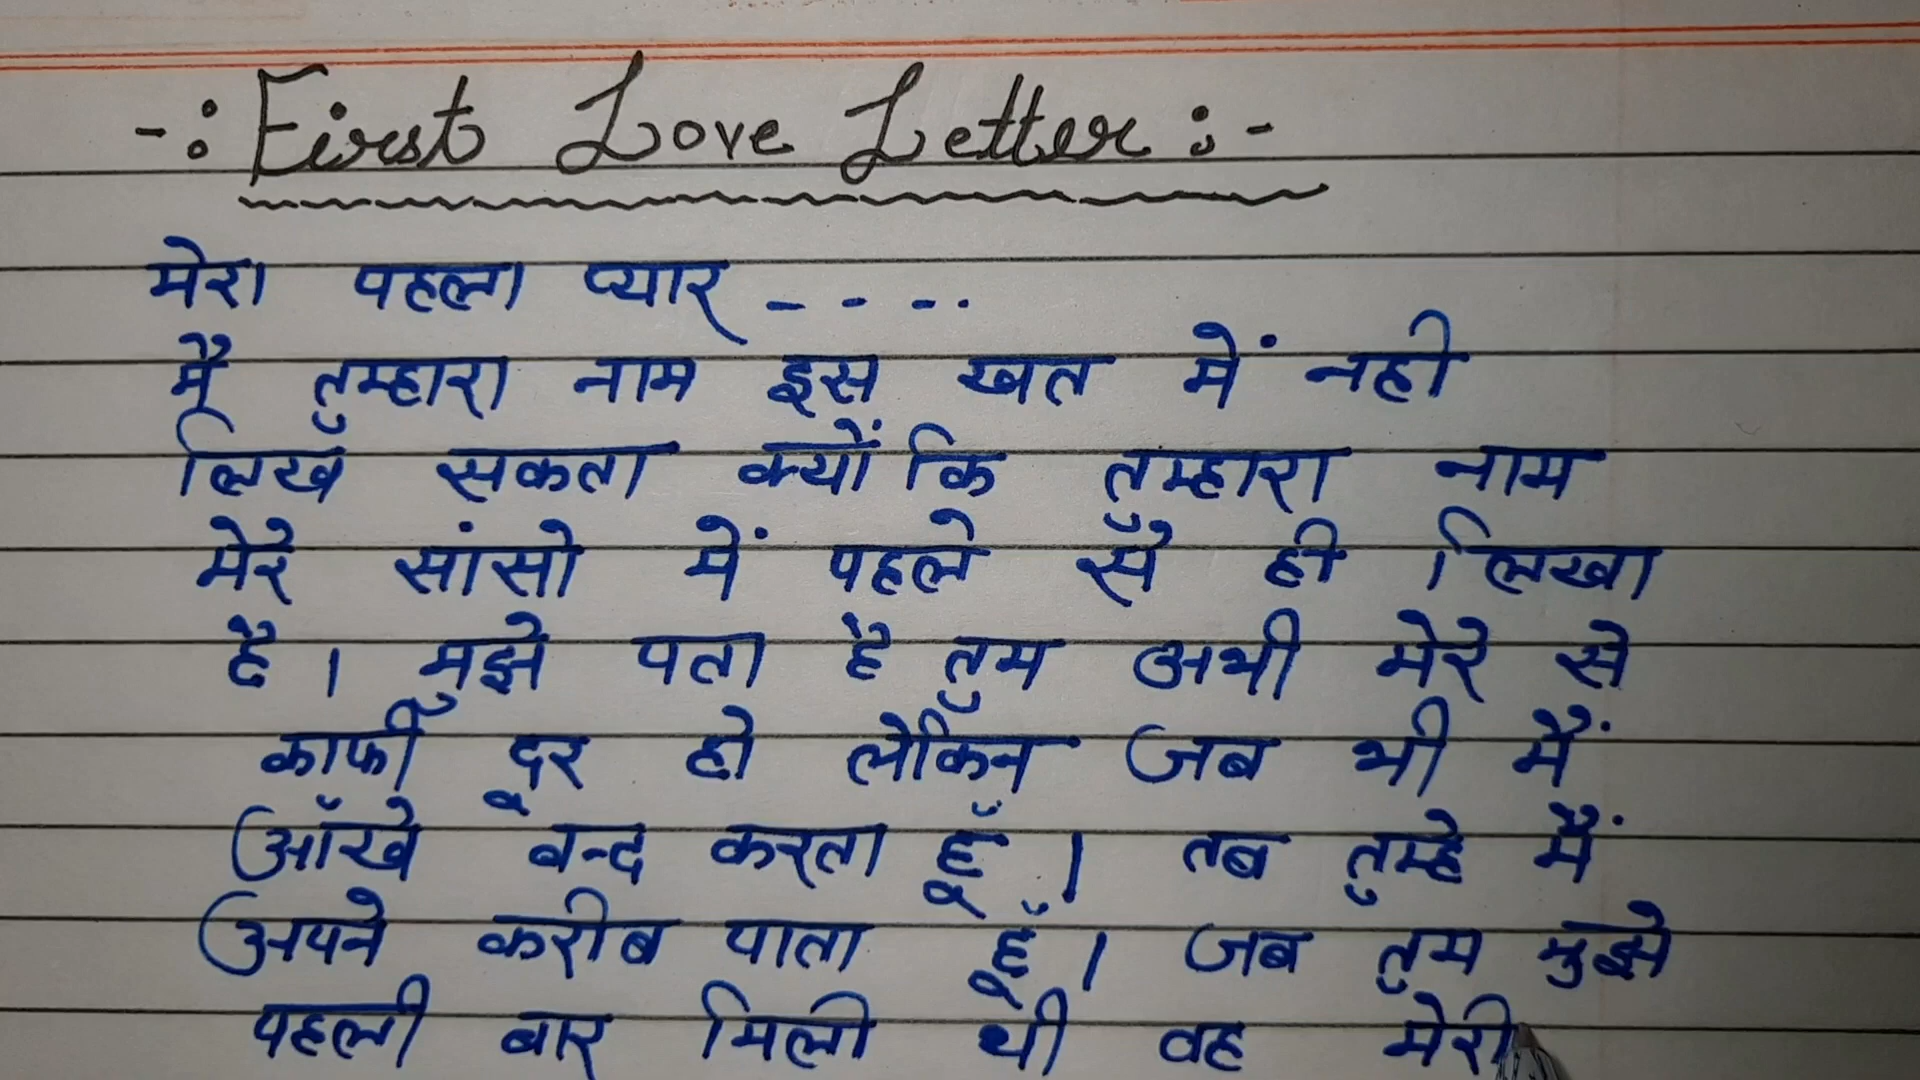 -: First Love Letter :-
मेरा पहला प्यार - - - -
मै तुम्हारा नाम इस खत में नही
लिख सकता क्यों कि तुम्हारा नाम
मेरे सांसो में पहले से ही लिखा
है। मुझे पता है तुम अभी मेरे से
काफी दूर हो लेकिन जब भी मैं
आँखे बन्द करता हूँ। तब तुम्हे मैं
अपने करीब पाता हूँ। जब तुम मुझे
पहली बार मिली थी वह मेरी